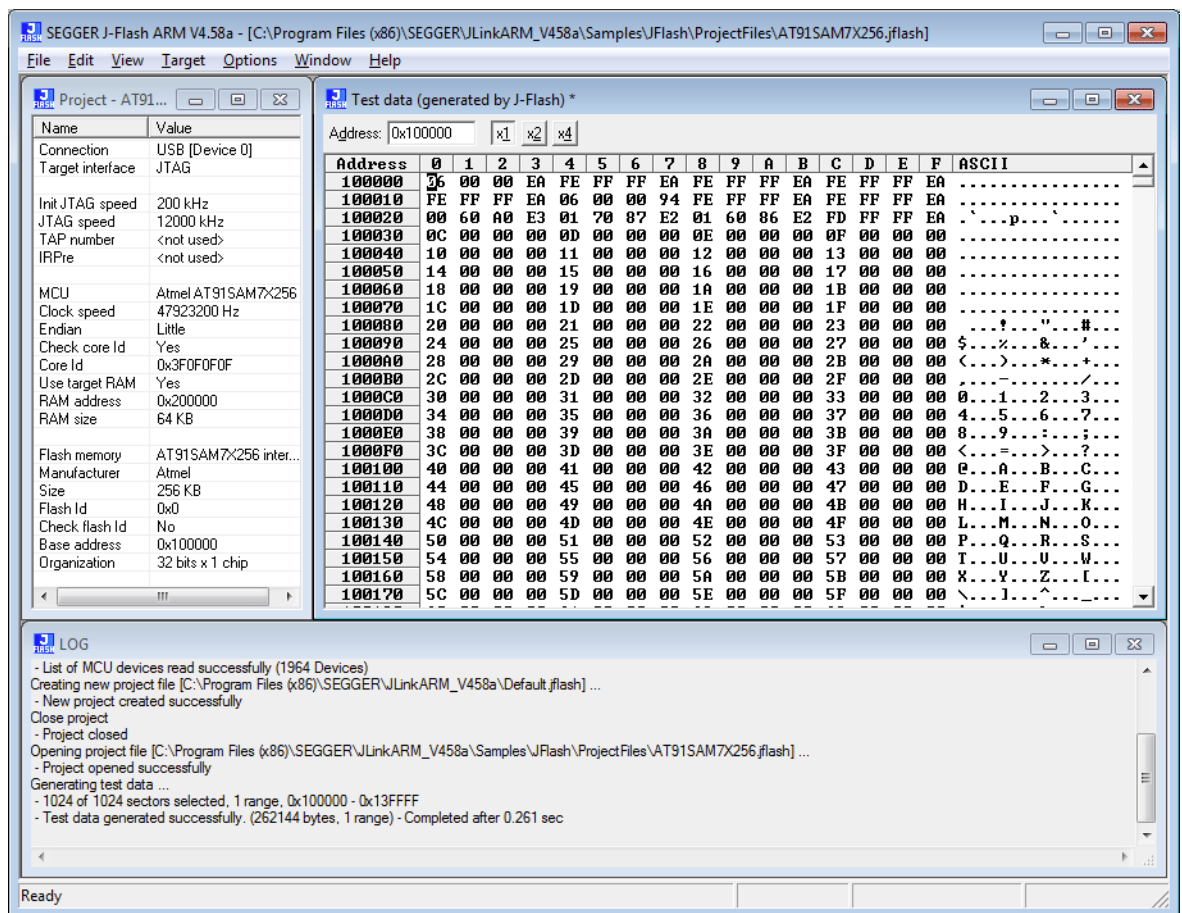 SEGGER J-Flash ARM V4.58a - [C:\Program Files (x86)\SEGGER\JLinkARM_V458a\Samples\JFlash\ProjectFiles\AT91SAM7X256.jflash]
File Edit View Target Options Window Help
Project - AT91...
Name Value
Connection USB [Device 0]
Target interface JTAG
Init JTAG speed 200 kHz
JTAG speed 12000 kHz
TAP number <not used>
IRPre <not used>
MCU Atmel AT91SAM7X256
Clock speed 47923200 Hz
Endian Little
Check core Id Yes
Core Id 0x3F0F0F0F
Use target RAM Yes
RAM address 0x200000
RAM size 64 KB
Flash memory AT91SAM7X256 inter...
Manufacturer Atmel
Size 256 KB
Flash Id 0x0
Check flash Id No
Base address 0x100000
Organization 32 bits x 1 chip
Test data (generated by J-Flash) *
Address: 0x100000 x1 x2 x4
Address 0 1 2 3 4 5 6 7 8 9 A B C D E F ASCII
100000 06 00 00 EA FE FF FF EA FE FF FF EA FE FF FF EA ................
100010 FE FF FF EA 06 00 00 94 FE FF FF EA FE FF FF EA ................
100020 00 60 A0 E3 01 70 87 E2 01 60 86 E2 FD FF FF EA .`...p...`......
100030 0C 00 00 00 0D 00 00 00 0E 00 00 00 0F 00 00 00 ................
100040 10 00 00 00 11 00 00 00 12 00 00 00 13 00 00 00 ................
100050 14 00 00 00 15 00 00 00 16 00 00 00 17 00 00 00 ................
100060 18 00 00 00 19 00 00 00 1A 00 00 00 1B 00 00 00 ................
100070 1C 00 00 00 1D 00 00 00 1E 00 00 00 1F 00 00 00 ................
100080 20 00 00 00 21 00 00 00 22 00 00 00 23 00 00 00  ...!..."...#...
100090 24 00 00 00 25 00 00 00 26 00 00 00 27 00 00 00 $...%...&...'...
1000A0 28 00 00 00 29 00 00 00 2A 00 00 00 2B 00 00 00 (...)...*...+...
1000B0 2C 00 00 00 2D 00 00 00 2E 00 00 00 2F 00 00 00 ,...-......./...
1000C0 30 00 00 00 31 00 00 00 32 00 00 00 33 00 00 00 0...1...2...3...
1000D0 34 00 00 00 35 00 00 00 36 00 00 00 37 00 00 00 4...5...6...7...
1000E0 38 00 00 00 39 00 00 00 3A 00 00 00 3B 00 00 00 8...9...:...;...
1000F0 3C 00 00 00 3D 00 00 00 3E 00 00 00 3F 00 00 00 <...=...>...?...
100100 40 00 00 00 41 00 00 00 42 00 00 00 43 00 00 00 @...A...B...C...
100110 44 00 00 00 45 00 00 00 46 00 00 00 47 00 00 00 D...E...F...G...
100120 48 00 00 00 49 00 00 00 4A 00 00 00 4B 00 00 00 H...I...J...K...
100130 4C 00 00 00 4D 00 00 00 4E 00 00 00 4F 00 00 00 L...M...N...O...
100140 50 00 00 00 51 00 00 00 52 00 00 00 53 00 00 00 P...Q...R...S...
100150 54 00 00 00 55 00 00 00 56 00 00 00 57 00 00 00 T...U...V...W...
100160 58 00 00 00 59 00 00 00 5A 00 00 00 5B 00 00 00 X...Y...Z...[...
100170 5C 00 00 00 5D 00 00 00 5E 00 00 00 5F 00 00 00 \...]...^..._...
LOG
- List of MCU devices read successfully (1964 Devices)
Creating new project file [C:\Program Files (x86)\SEGGER\JLinkARM_V458a\Default.jflash] ...
- New project created successfully
Close project
- Project closed
Opening project file [C:\Program Files (x86)\SEGGER\JLinkARM_V458a\Samples\JFlash\ProjectFiles\AT91SAM7X256.jflash] ...
- Project opened successfully
Generating test data ...
- 1024 of 1024 sectors selected, 1 range, 0x100000 - 0x13FFFF
- Test data generated successfully. (262144 bytes, 1 range) - Completed after 0.261 sec
Ready